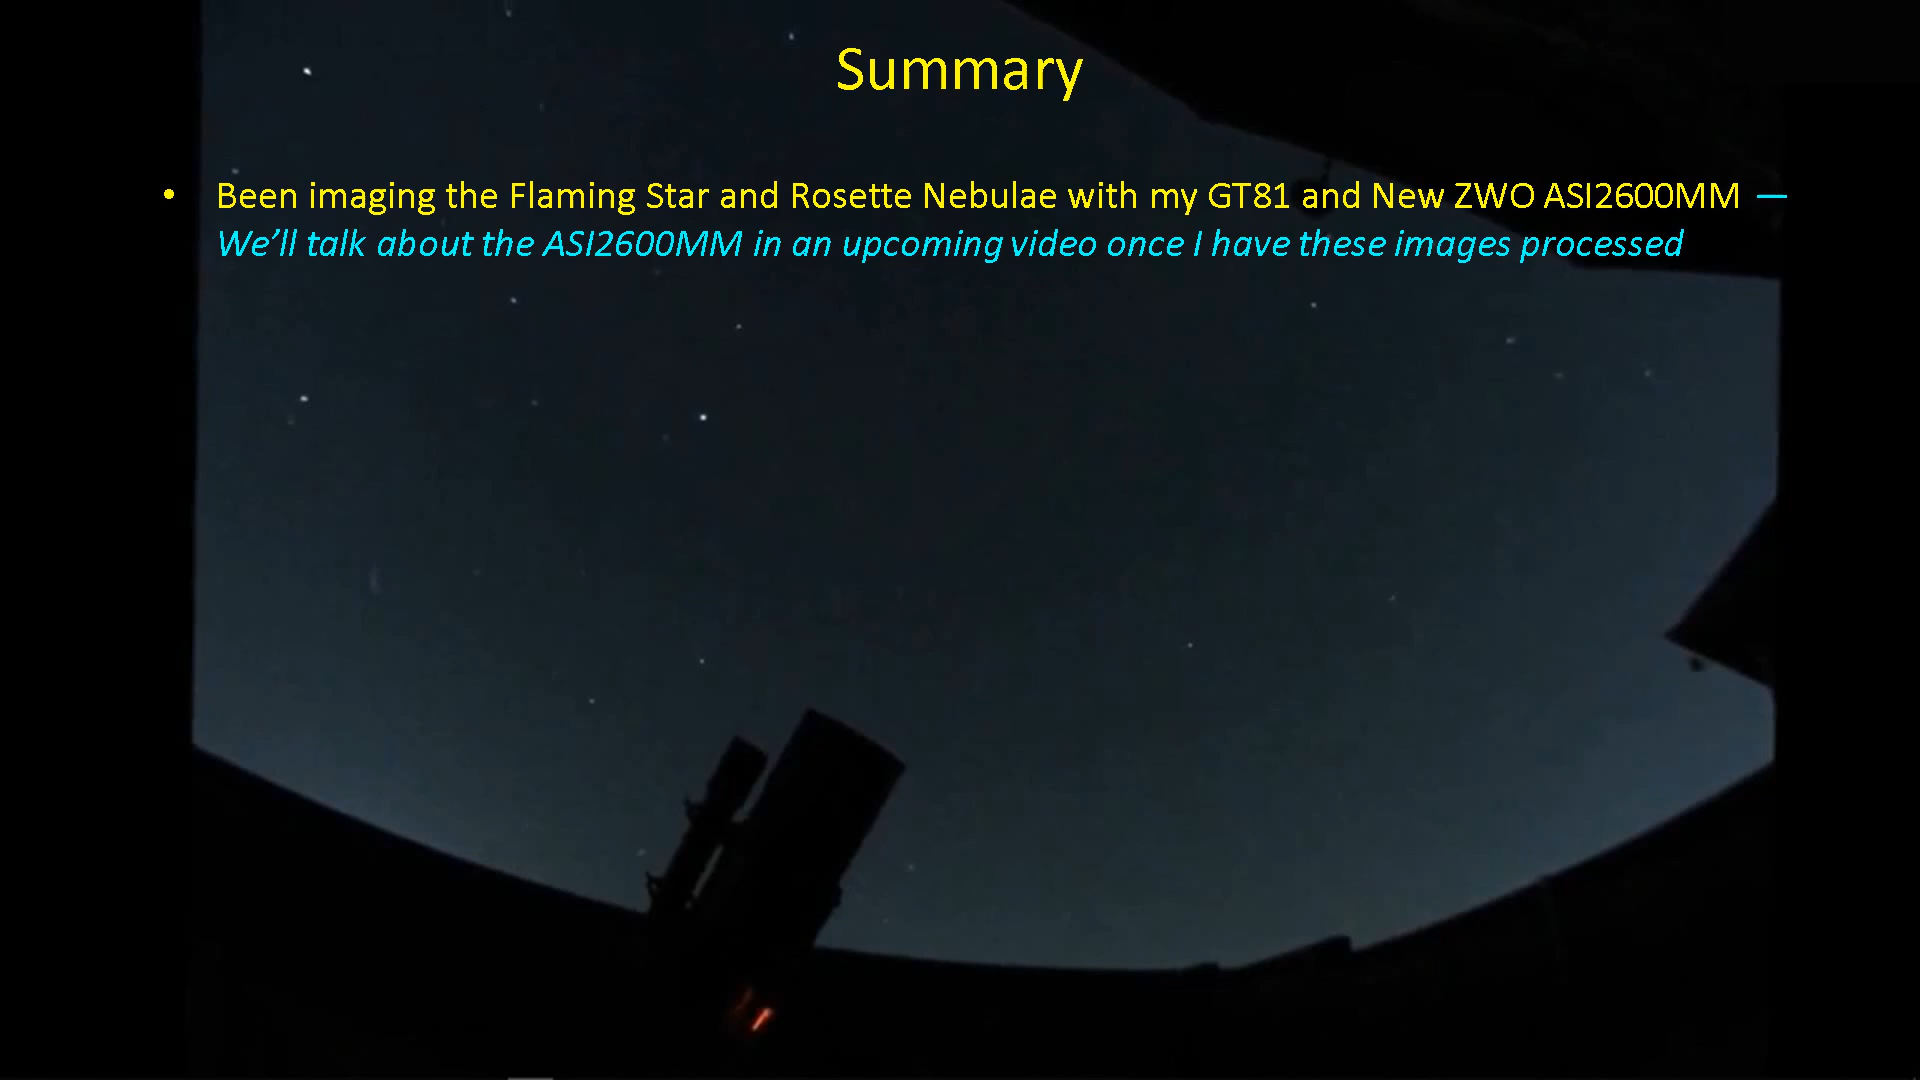 Summary
• Been imaging the Flaming Star and Rosette Nebulae with my GT81 and New ZWO ASI2600MM —
We’ll talk about the ASI2600MM in an upcoming video once I have these images processed